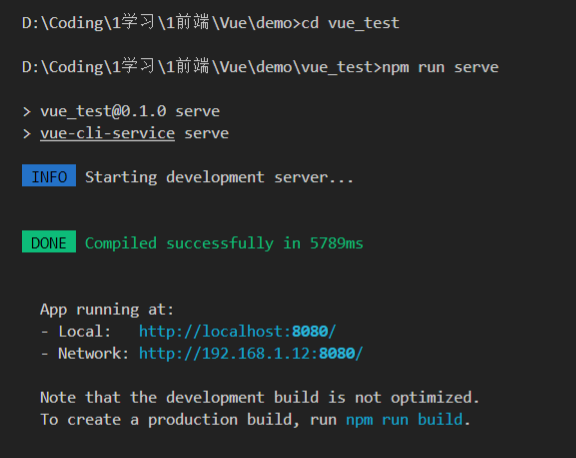 D:\Coding\1学习\1前端\Vue\demo>cd vue_test
D:\Coding\1学习\1前端\Vue\demo\vue_test>npm run serve
> vue_test@0.1.0 serve
> vue-cli-service serve
INFO Starting development server...
DONE Compiled successfully in 5789ms
App running at:
- Local: http://localhost:8080/
- Network: http://192.168.1.12:8080/
Note that the development build is not optimized.
To create a production build, run npm run build.